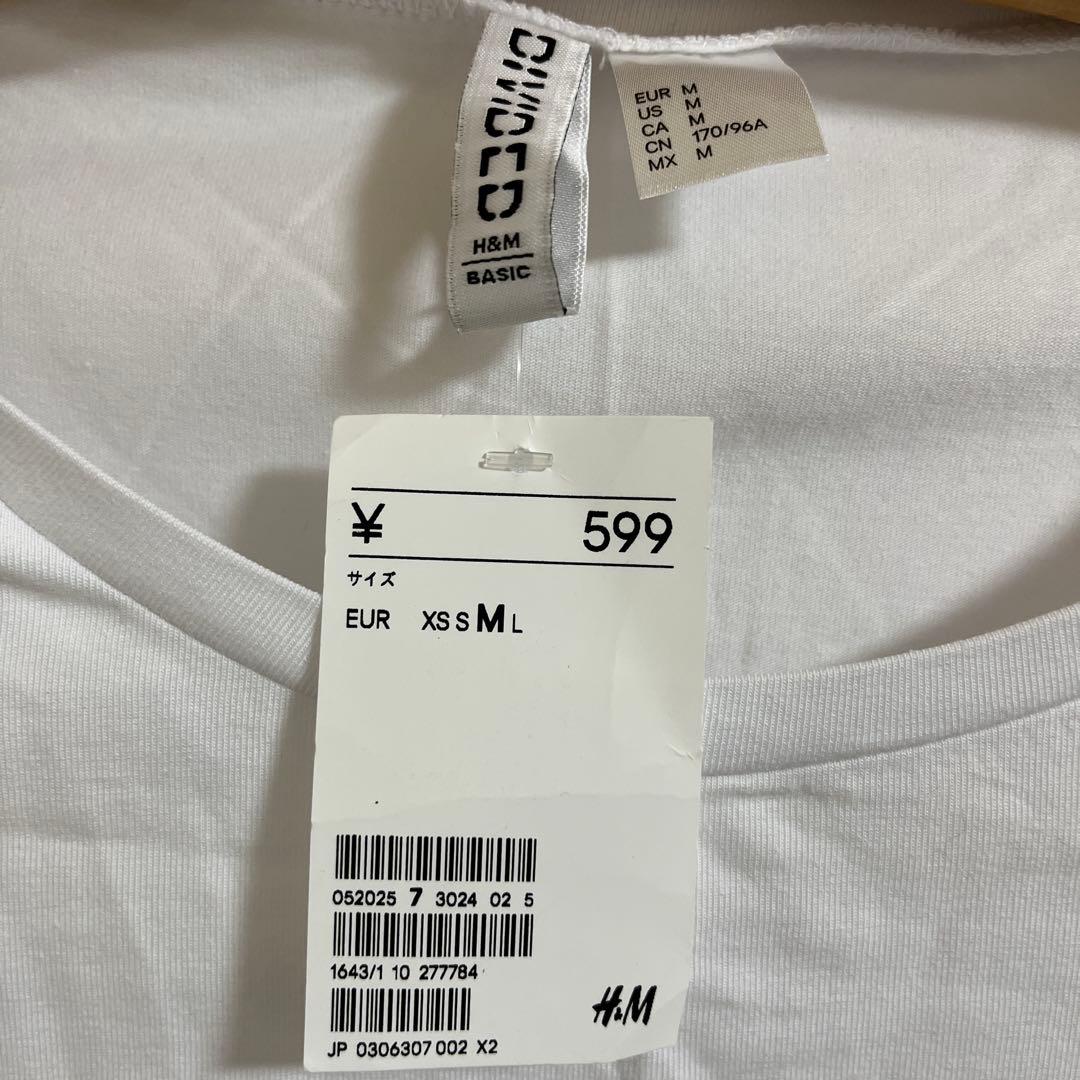 DIVIDED
H&M
BASIC
EUR M
US M
CA M
CN 170/96A
MX M
¥ 599
サイズ
EUR XS S M L
052025 7 3024 02 5
1643/1 10 277784
H&M
JP 0306307 002 X2